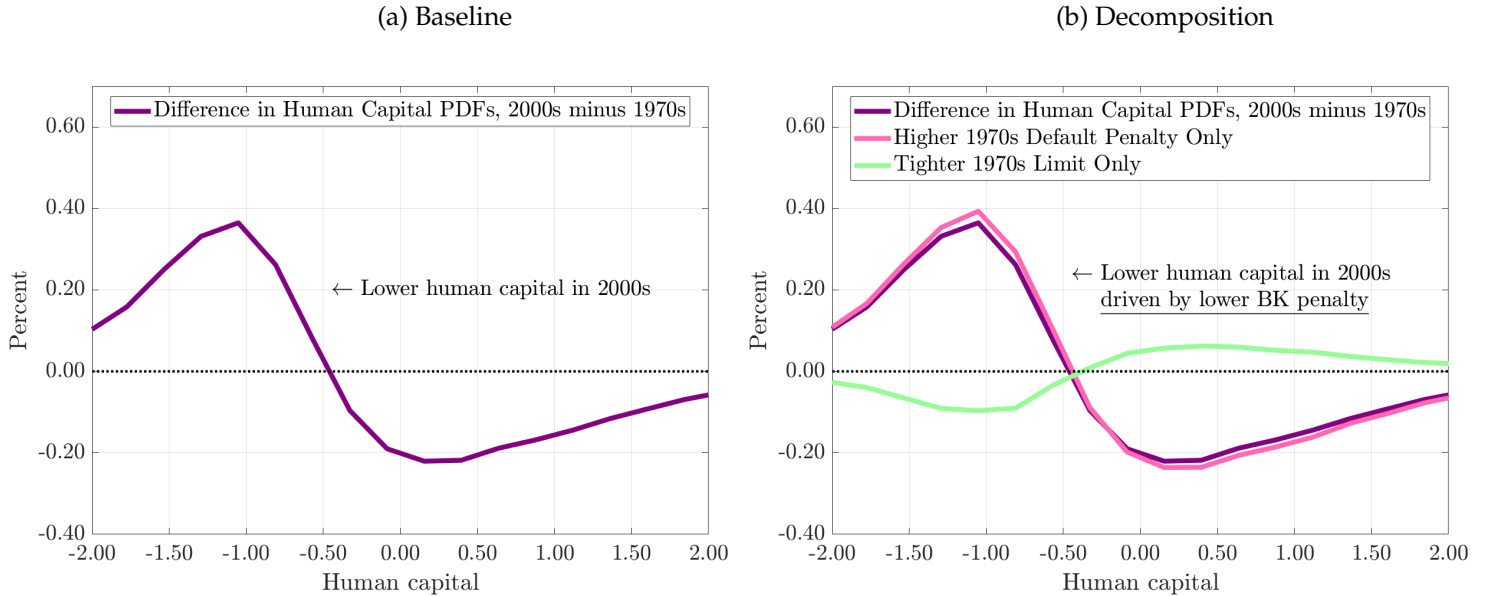 (a) Baseline
Difference in Human Capital PDFs, 2000s minus 1970s
0.60
0.40
0.20
0.00
-0.20
-0.40
Percent
← Lower human capital in 2000s
-2.00 -1.50 -1.00 -0.50 0.00 0.50 1.00 1.50 2.00
Human capital
(b) Decomposition
Difference in Human Capital PDFs, 2000s minus 1970s
Higher 1970s Default Penalty Only
Tighter 1970s Limit Only
0.60
0.40
0.20
0.00
-0.20
-0.40
Percent
← Lower human capital in 2000s
driven by lower BK penalty
-2.00 -1.50 -1.00 -0.50 0.00 0.50 1.00 1.50 2.00
Human capital